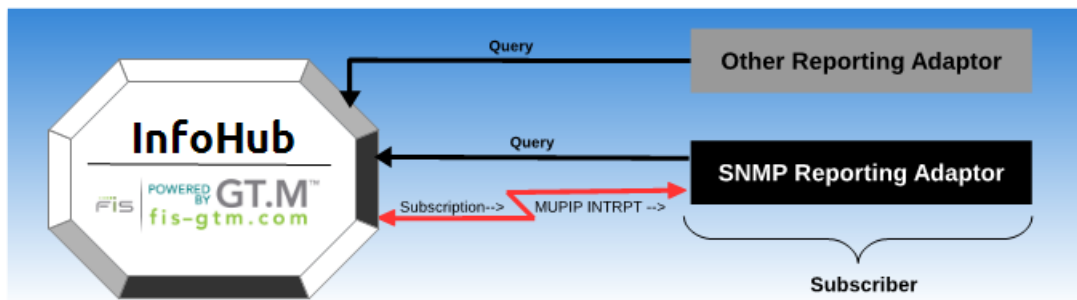 Query
Other Reporting Adaptor
InfoHub
Query
SNMP Reporting Adaptor
FIS
POWERED
BY
GT.M™
fis-gtm.com
Subscription-->
MUPIP INTRPT -->
Subscriber